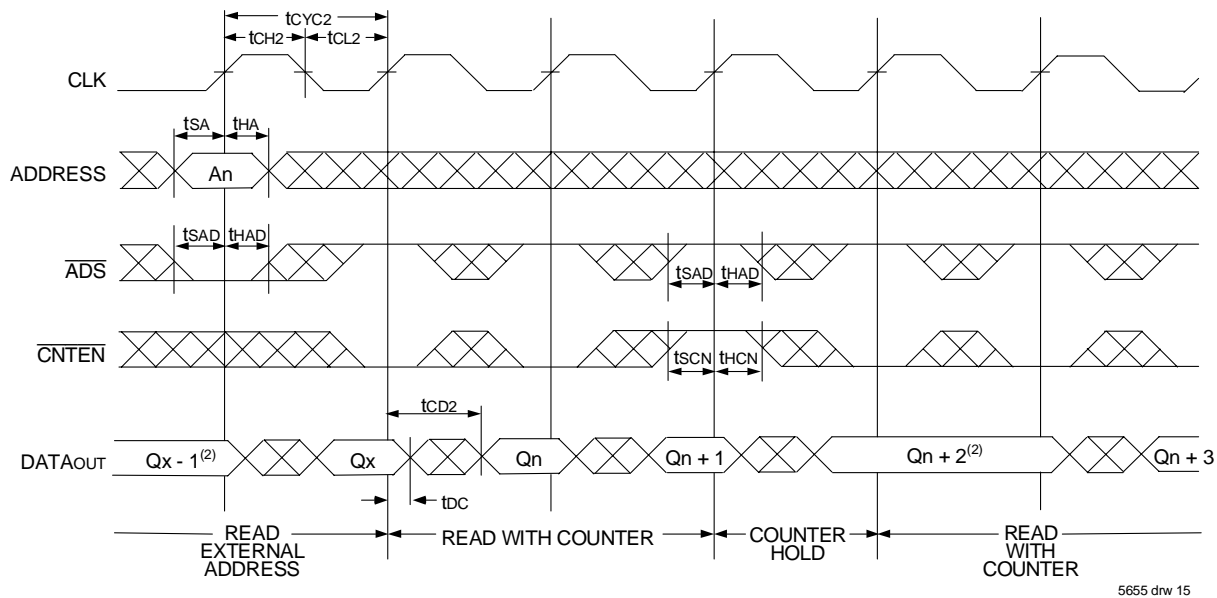 tCYC2
tCH2
tCL2
CLK
tSA
tHA
ADDRESS
An
tSAD
tHAD
ADS
tSAD
tHAD
CNTEN
tSCN
tHCN
tCD2
DATAOUT
Qx - 1(2)
Qx
Qn
Qn + 1
Qn + 2(2)
Qn + 3
tDC
READ
EXTERNAL
ADDRESS
READ WITH COUNTER
COUNTER
HOLD
READ
WITH
COUNTER
5655 drw 15